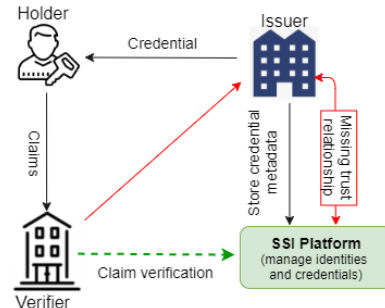 Holder
Issuer
Credential
Claims
Store credential
metadata
Missing trust
relationship
SSI Platform
(manage identities
and credentials)
Claim verification
Verifier